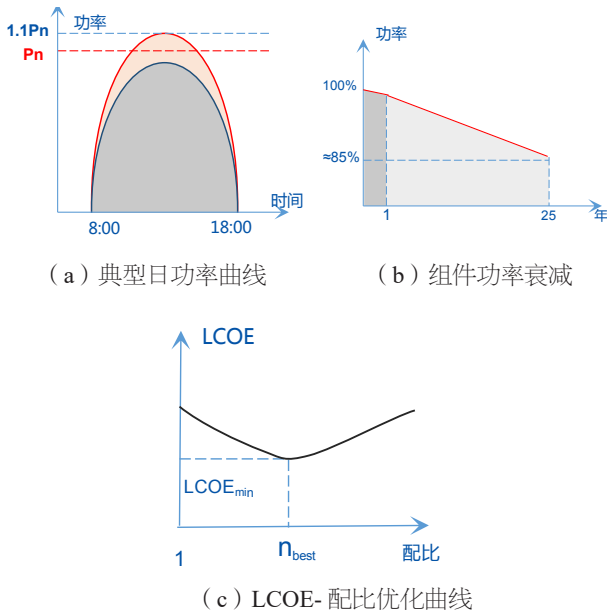 1.1Pn
功率
Pn
时间
8:00
18:00
（a）典型日功率曲线
功率
100%
≈85%
1
25
年
（b）组件功率衰减
LCOE
LCOEmin
1
nbest
配比
（c）LCOE- 配比优化曲线